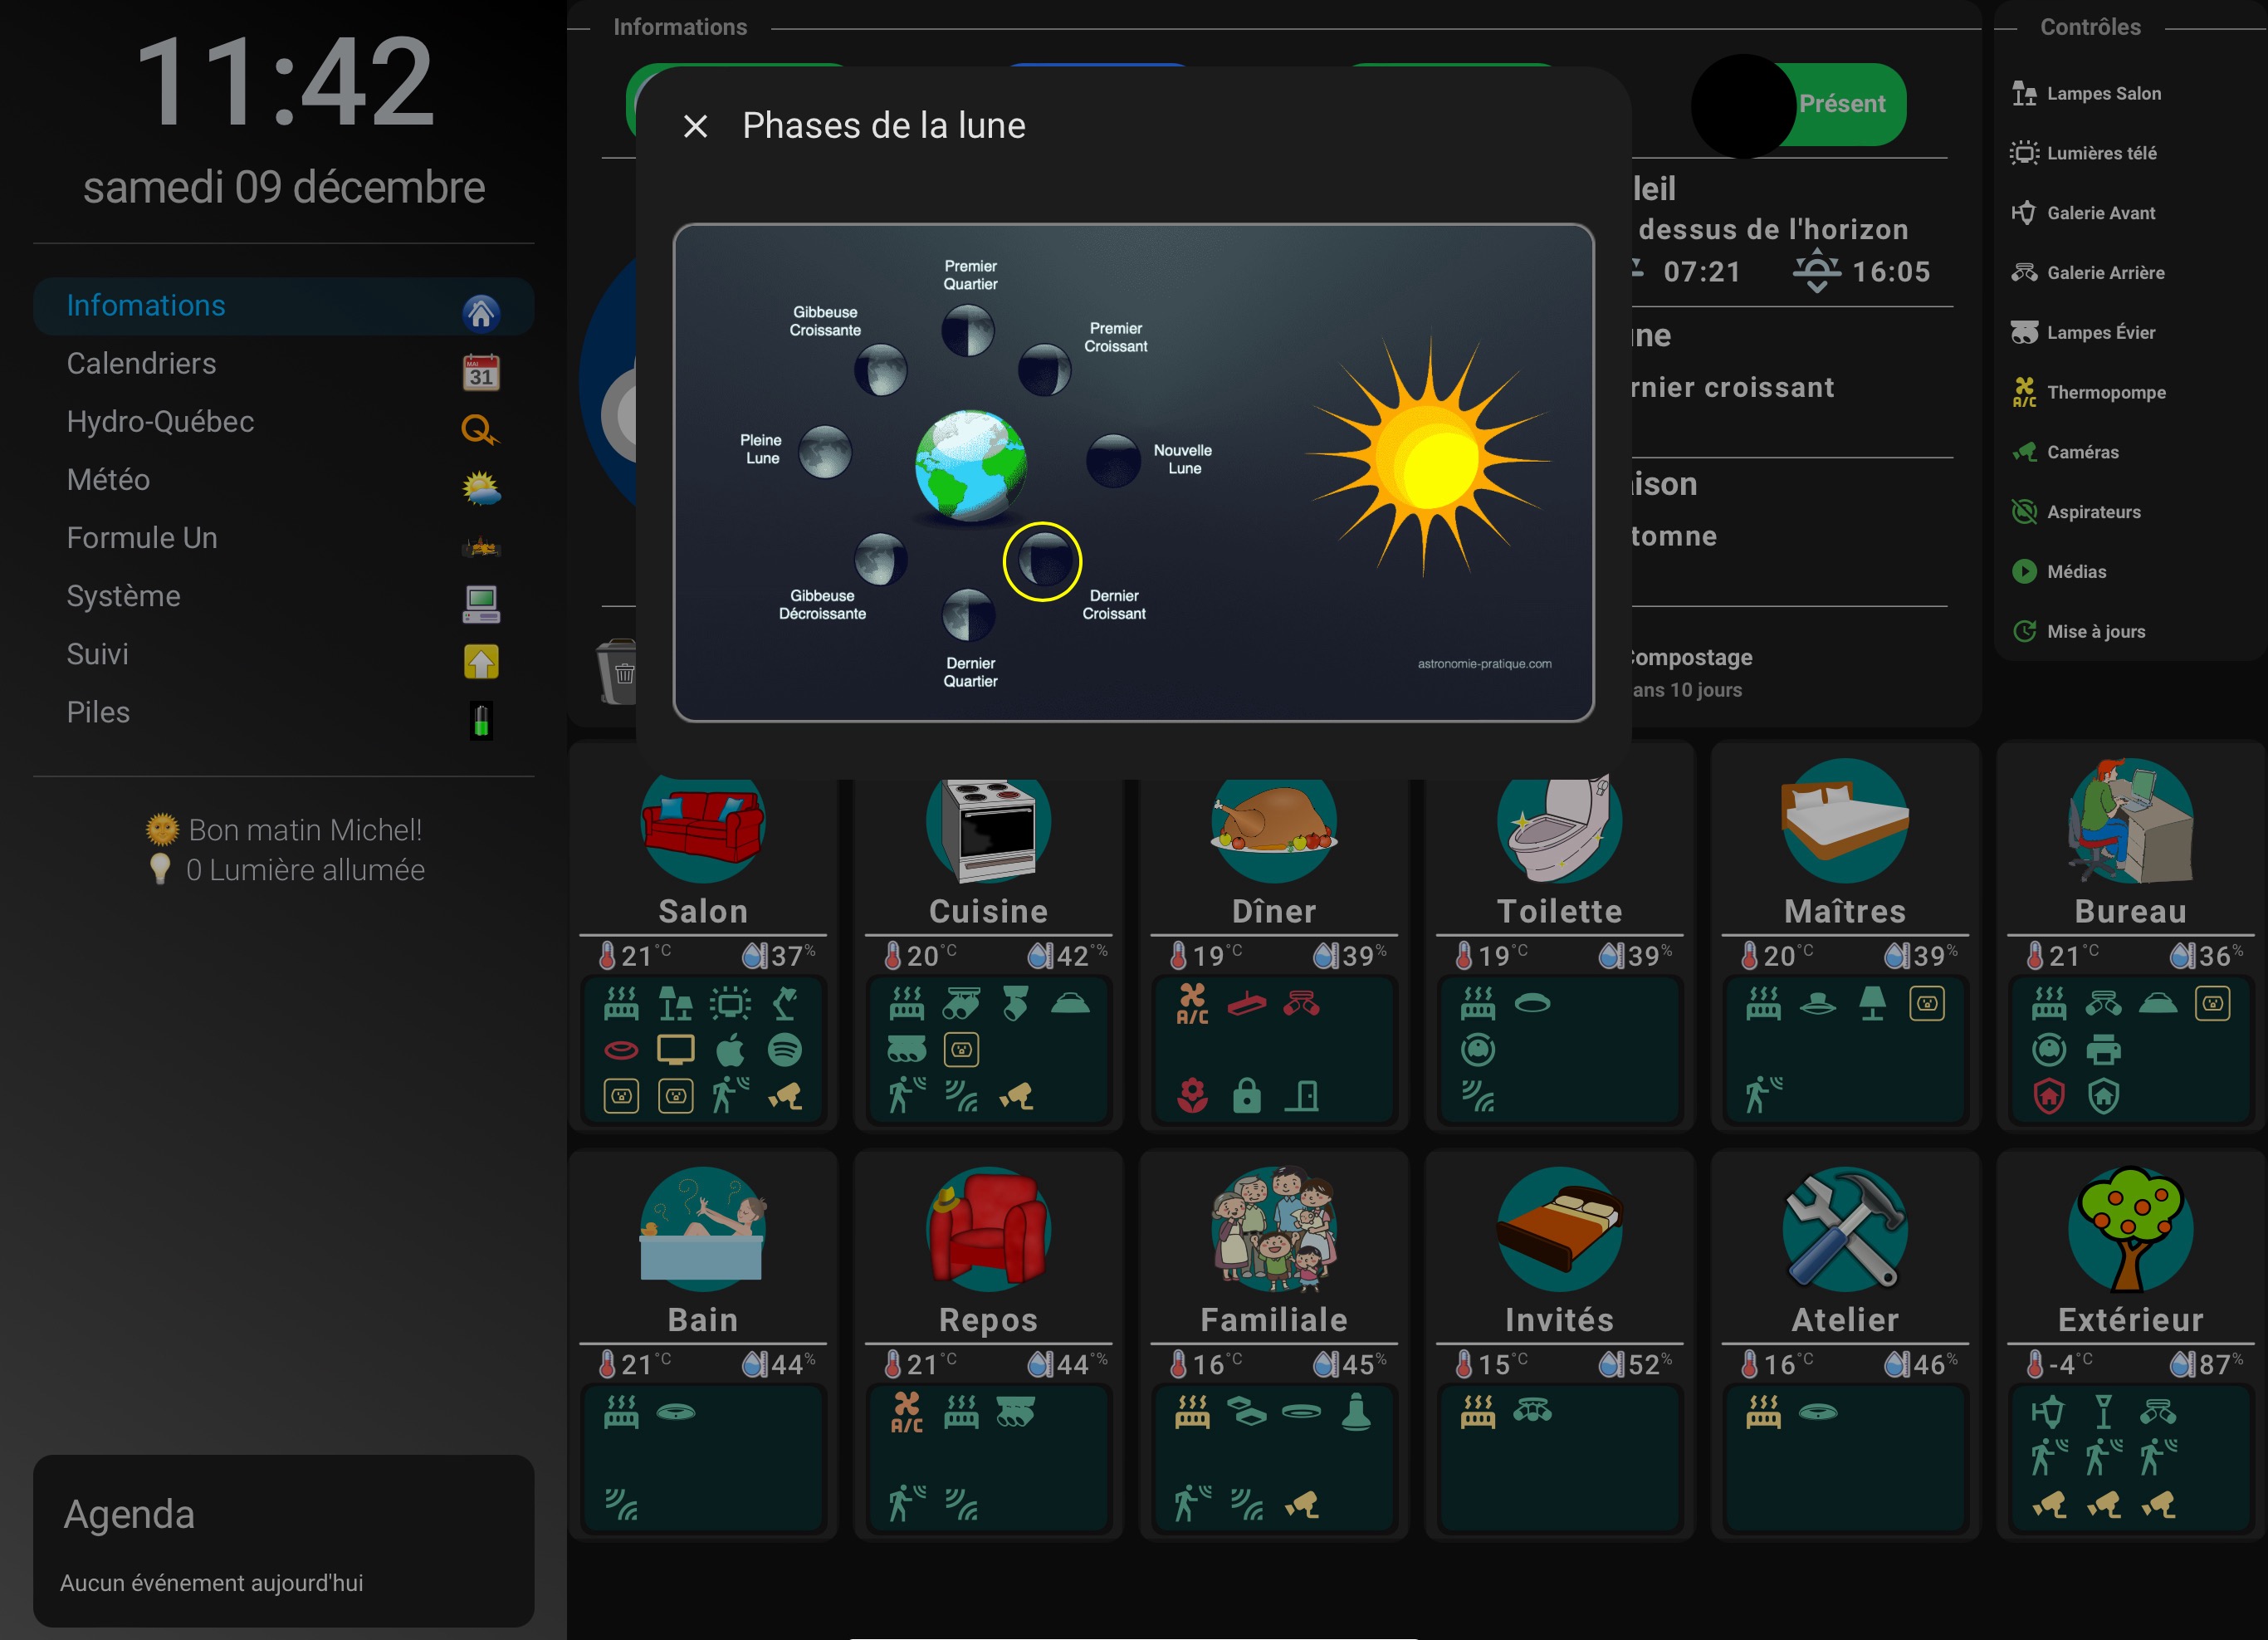 11:42
samedi 09 décembre
Infomations
Calendriers
MAI
31
Hydro-Québec
Météo
Formule Un
Système
Suivi
Piles
Bon matin Michel!
0 Lumière allumée
Agenda
Aucun événement aujourd'hui
Informations
Présent
Phases de la lune
Premier
Quartier
Gibbeuse
Croissante
Premier
Croissant
Pleine
Lune
Nouvelle
Lune
Gibbeuse
Décroissante
Dernier
Croissant
Dernier
Quartier
astronomie-pratique.com
leil
dessus de l'horizon
07:21 16:05
ne
rnier croissant
ison
tomne
Compostage
ans 10 jours
Contrôles
Lampes Salon
Lumières télé
Galerie Avant
Galerie Arrière
Lampes Évier
A/C Thermopompe
Caméras
Aspirateurs
Médias
Mise à jours
Salon
21°C 37%
Cuisine
20°C 42°%
Dîner
19°C 39%
A/C
Toilette
19°C 39%
Maîtres
20°C 39%
Bureau
21°C 36%
Bain
21°C 44%
Repos
21°C 44°%
A/C
Familiale
16°C 45%
Invités
15°C 52%
Atelier
16°C 46%
Extérieur
-4°C 87%